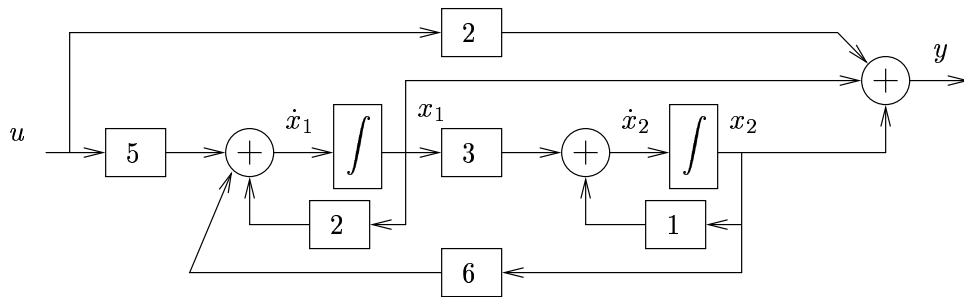 2
y
+
u
5
+
ẋ₁
∫
x₁
3
+
ẋ₂
∫
x₂
2
1
6